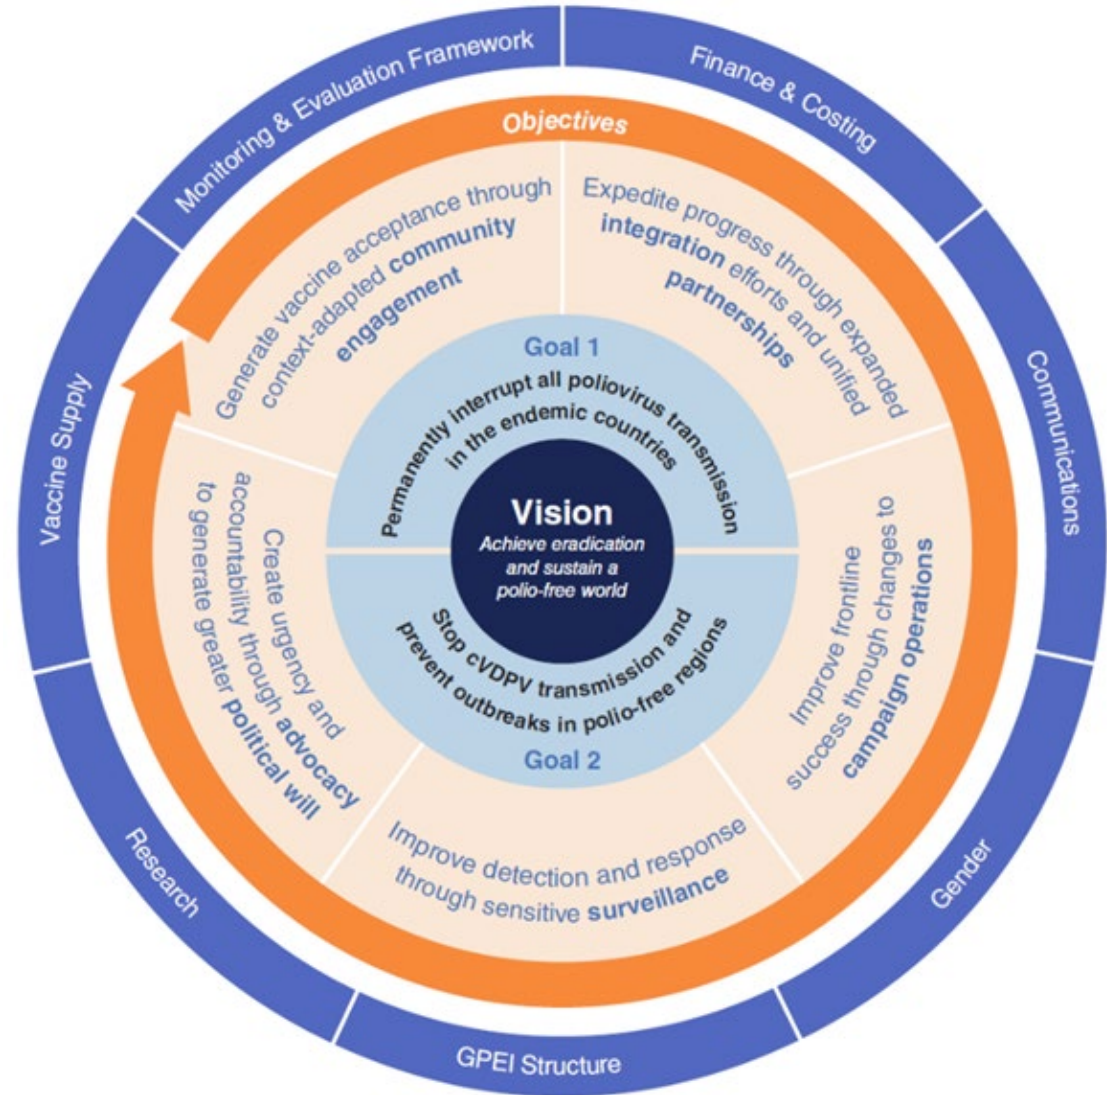 Monitoring & Evaluation Framework
Finance & Costing
Communications
Gender
GPEI Structure
Research
Vaccine Supply
Objectives
Generate vaccine acceptance through
context-adapted community
engagement
Expedite progress through expanded
integration efforts and unified
partnerships
Improve frontline
success through changes to
campaign operations
Improve detection and response
through sensitive surveillance
Create urgency and
accountability through advocacy
to generate greater political will
Goal 1
Permanently interrupt all poliovirus transmission
in the endemic countries
Vision
Achieve eradication
and sustain a
polio-free world
Stop cVDPV transmission and
prevent outbreaks in polio-free regions
Goal 2